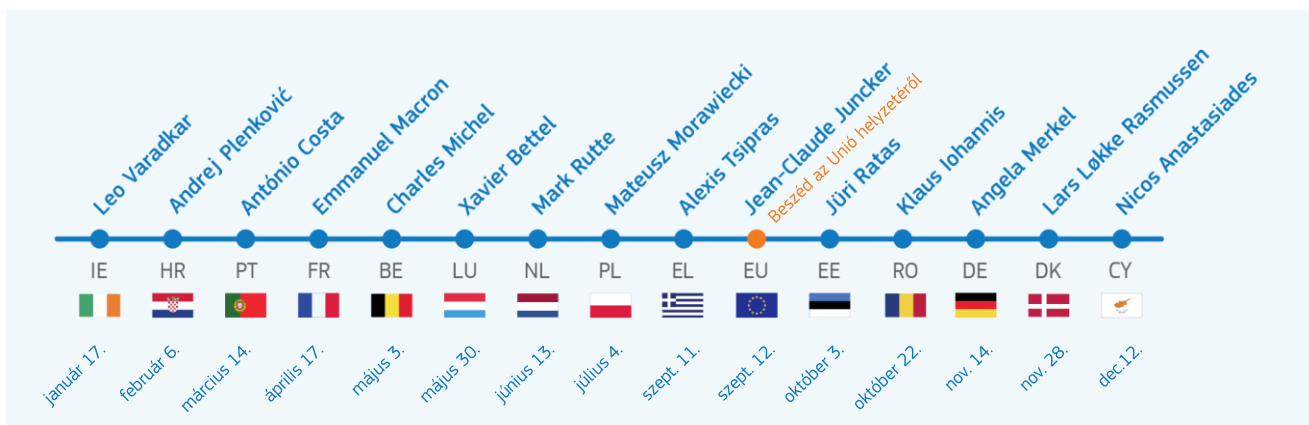 Leo Varadkar
Andrej Plenković
António Costa
Emmanuel Macron
Charles Michel
Xavier Bettel
Mark Rutte
Mateusz Morawiecki
Alexis Tsipras
Jean-Claude Juncker
Beszéd az Unió helyzetéről
Jüri Ratas
Klaus Iohannis
Angela Merkel
Lars Løkke Rasmussen
Nicos Anastasiades
IE HR PT FR BE LU NL PL EL EU EE RO DE DK CY
január 17.
február 6.
március 14.
április 17.
május 3.
május 30.
június 13.
július 4.
szept. 11.
szept. 12.
október 3.
október 22.
nov. 14.
nov. 28.
dec.12.